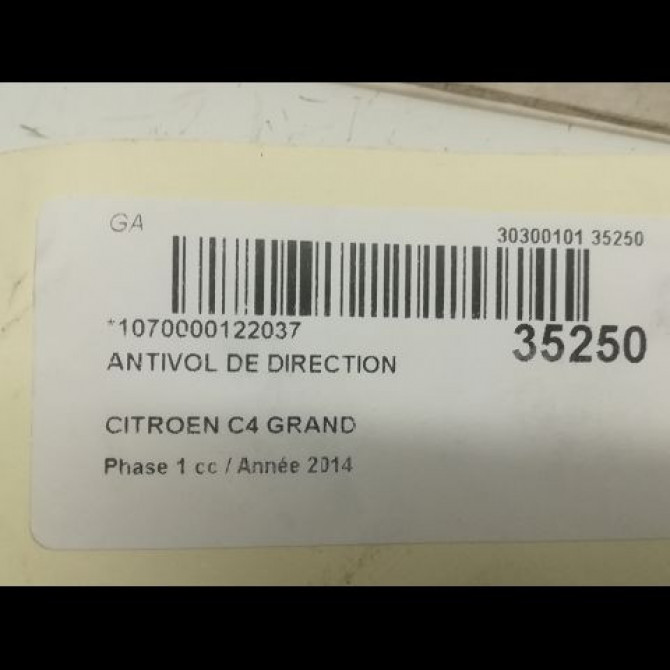 GA
30300101 35250
*1070000122037
35250
ANTIVOL DE DIRECTION
CITROEN C4 GRAND
Phase 1 cc / Année 2014